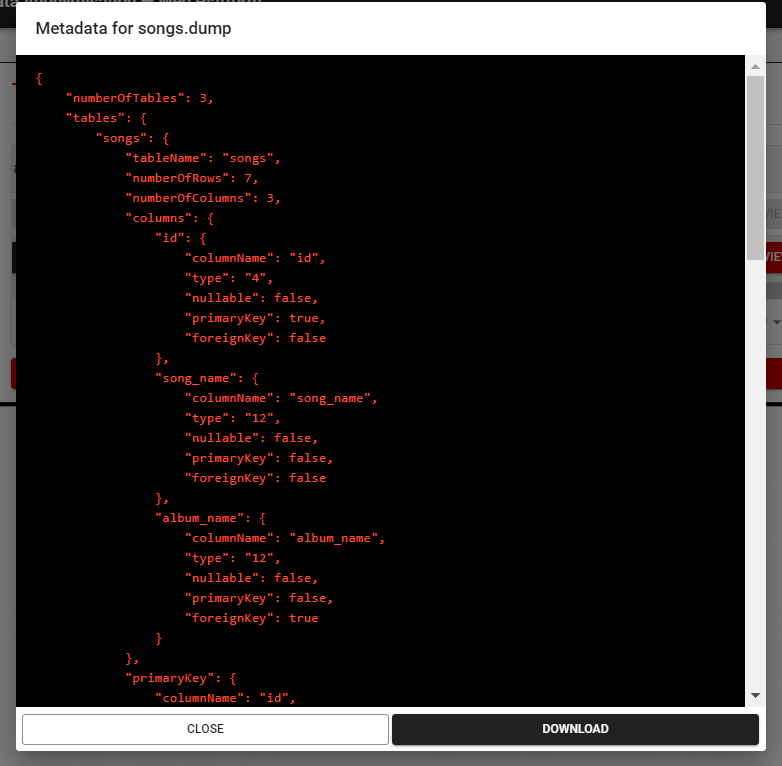 Metadata for songs.dump
{
    "numberOfTables": 3,
    "tables": {
        "songs": {
            "tableName": "songs",
            "numberOfRows": 7,
            "numberOfColumns": 3,
            "columns": {
                "id": {
                    "columnName": "id",
                    "type": "4",
                    "nullable": false,
                    "primaryKey": true,
                    "foreignKey": false
                },
                "song_name": {
                    "columnName": "song_name",
                    "type": "12",
                    "nullable": false,
                    "primaryKey": false,
                    "foreignKey": false
                },
                "album_name": {
                    "columnName": "album_name",
                    "type": "12",
                    "nullable": false,
                    "primaryKey": false,
                    "foreignKey": true
                }
            },
            "primaryKey": {
                "columnName": "id",
CLOSE
DOWNLOAD